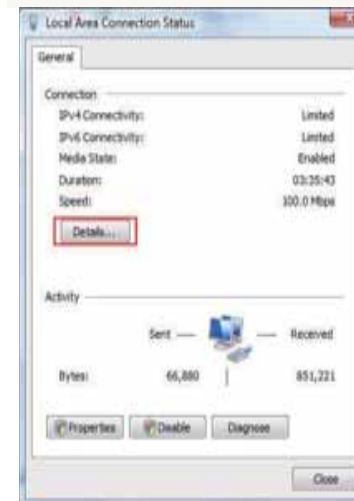 Local Area Connection Status
General
Connection
IPv4 Connectivity: Limited
IPv6 Connectivity: Limited
Media State: Enabled
Duration: 03:35:43
Speed: 100.0 Mbps
Details...
Activity
Sent — — Received
Bytes: 66,880 851,221
Properties Disable Diagnose
Close